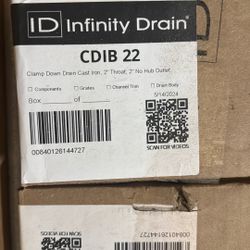 ID Infinity Drain®
CDIB 22
Clamp Down Drain Cast Iron, 2" Throat, 2" No Hub Outlet
Components Grates Channel Trim Drain Body
5/14/2024
Box of
00840126144727
SCAN FOR VIDEOS
SCAN FOR VIDEOS
00840126144727